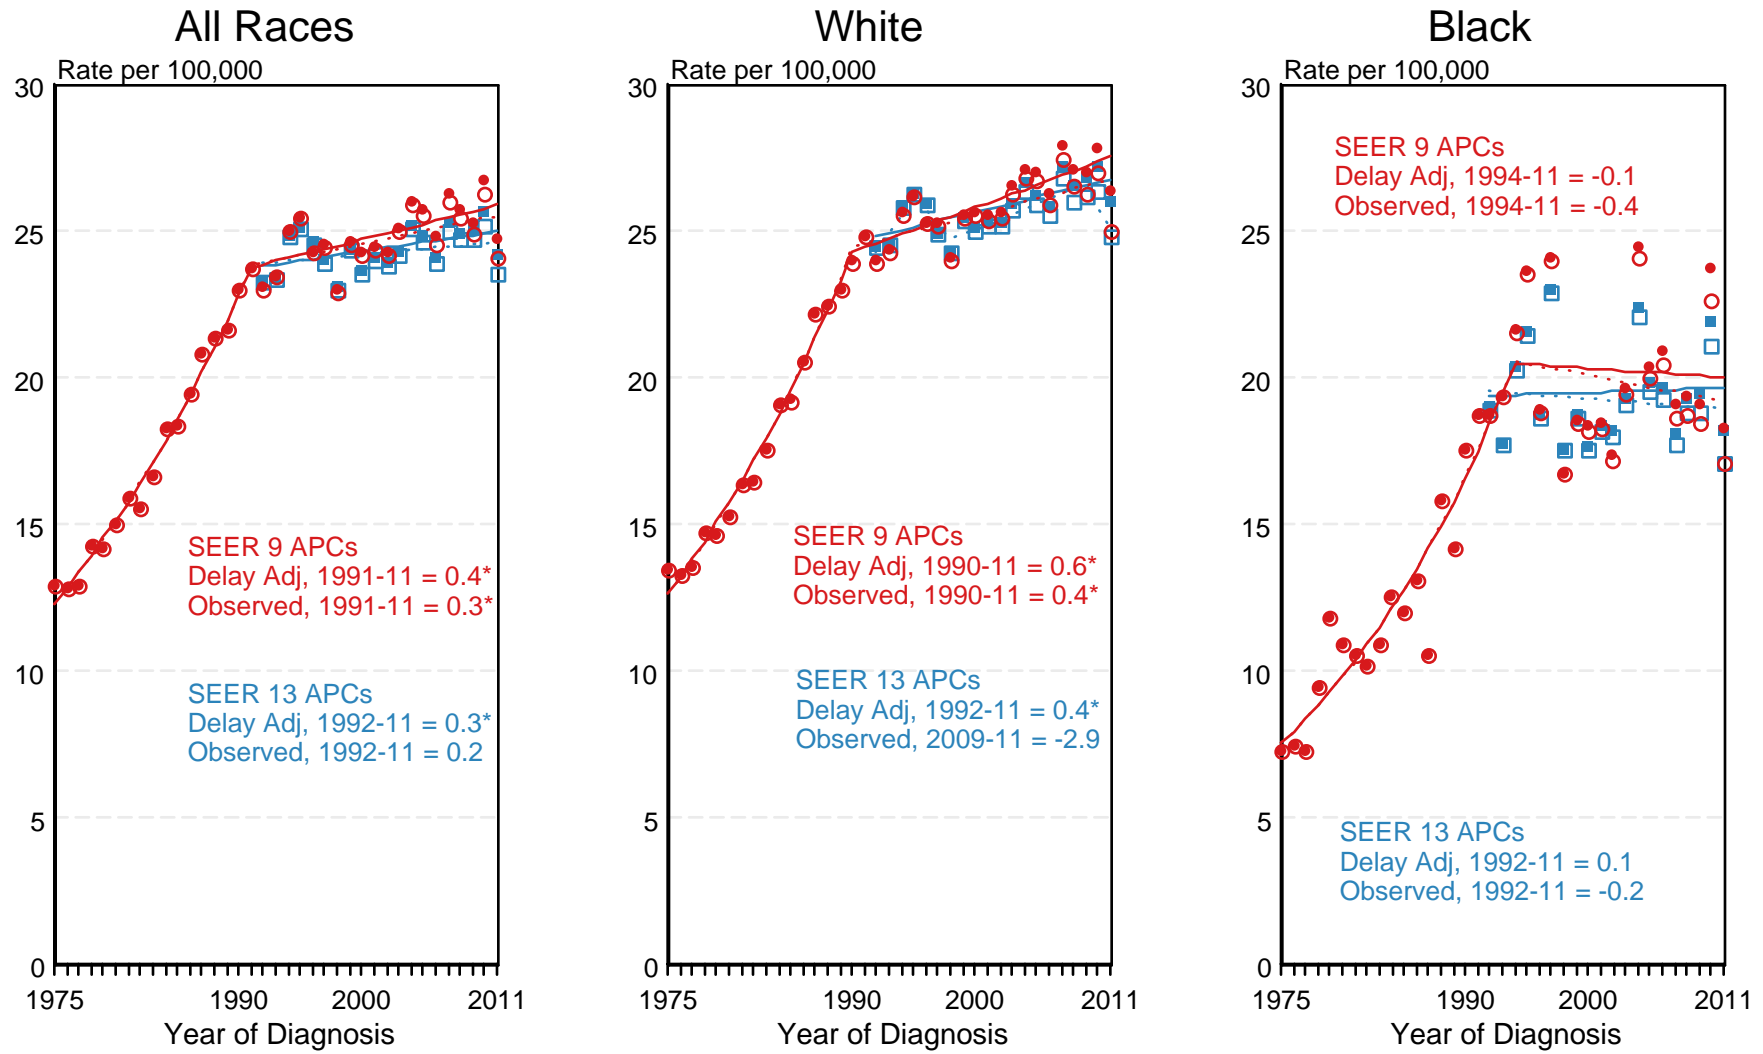 All Races
Rate per 100,000
30
25
20
15
10
5
0
SEER 9 APCs
Delay Adj, 1991-11 = 0.4*
Observed, 1991-11 = 0.3*
SEER 13 APCs
Delay Adj, 1992-11 = 0.3*
Observed, 1992-11 = 0.2
1975 1990 2000 2011
Year of Diagnosis
White
Rate per 100,000
30
25
20
15
10
5
0
SEER 9 APCs
Delay Adj, 1990-11 = 0.6*
Observed, 1990-11 = 0.4*
SEER 13 APCs
Delay Adj, 1992-11 = 0.4*
Observed, 2009-11 = -2.9
1975 1990 2000 2011
Year of Diagnosis
Black
Rate per 100,000
30
25
20
15
10
5
0
SEER 9 APCs
Delay Adj, 1994-11 = -0.1
Observed, 1994-11 = -0.4
SEER 13 APCs
Delay Adj, 1992-11 = 0.1
Observed, 1992-11 = -0.2
1975 1990 2000 2011
Year of Diagnosis